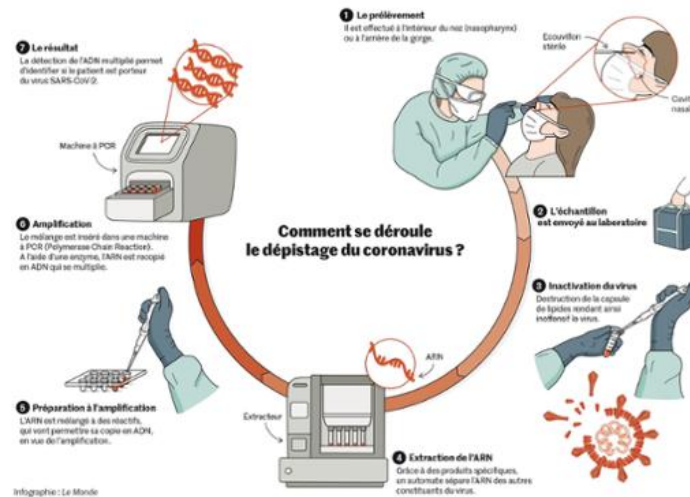 1 Le prélèvement
Il est effectué à l'intérieur du nez (nasopharynx)
ou à l'arrière de la gorge.
Ecouvillon
stérile
Cavit
nasal
2 L'échantillon
est envoyé au laboratoire
3 Inactivation du virus
Destruction de la capsule
de lipides rendant ainsi
inoffensif le virus.
ARN
Extracteur
4 Extraction de l'ARN
Grâce à des produits spécifiques,
un automate sépare l'ARN des autres
constituants du virus.
5 Préparation à l'amplification
L'ARN est mélangé à des réactifs,
qui vont permettre sa copie en ADN,
en vue de l'amplification.
6 Amplification
Le mélange est inséré dans une machine
à PCR (Polymerase Chain Reaction).
A l'aide d'une enzyme, l'ARN est recopié
en ADN qui se multiplie.
Machine à PCR
7 Le résultat
La détection de l'ADN multiplié permet
d'identifier si le patient est porteur
du virus SARS-CoV-2.
Comment se déroule
le dépistage du coronavirus ?
Infographie : Le Monde